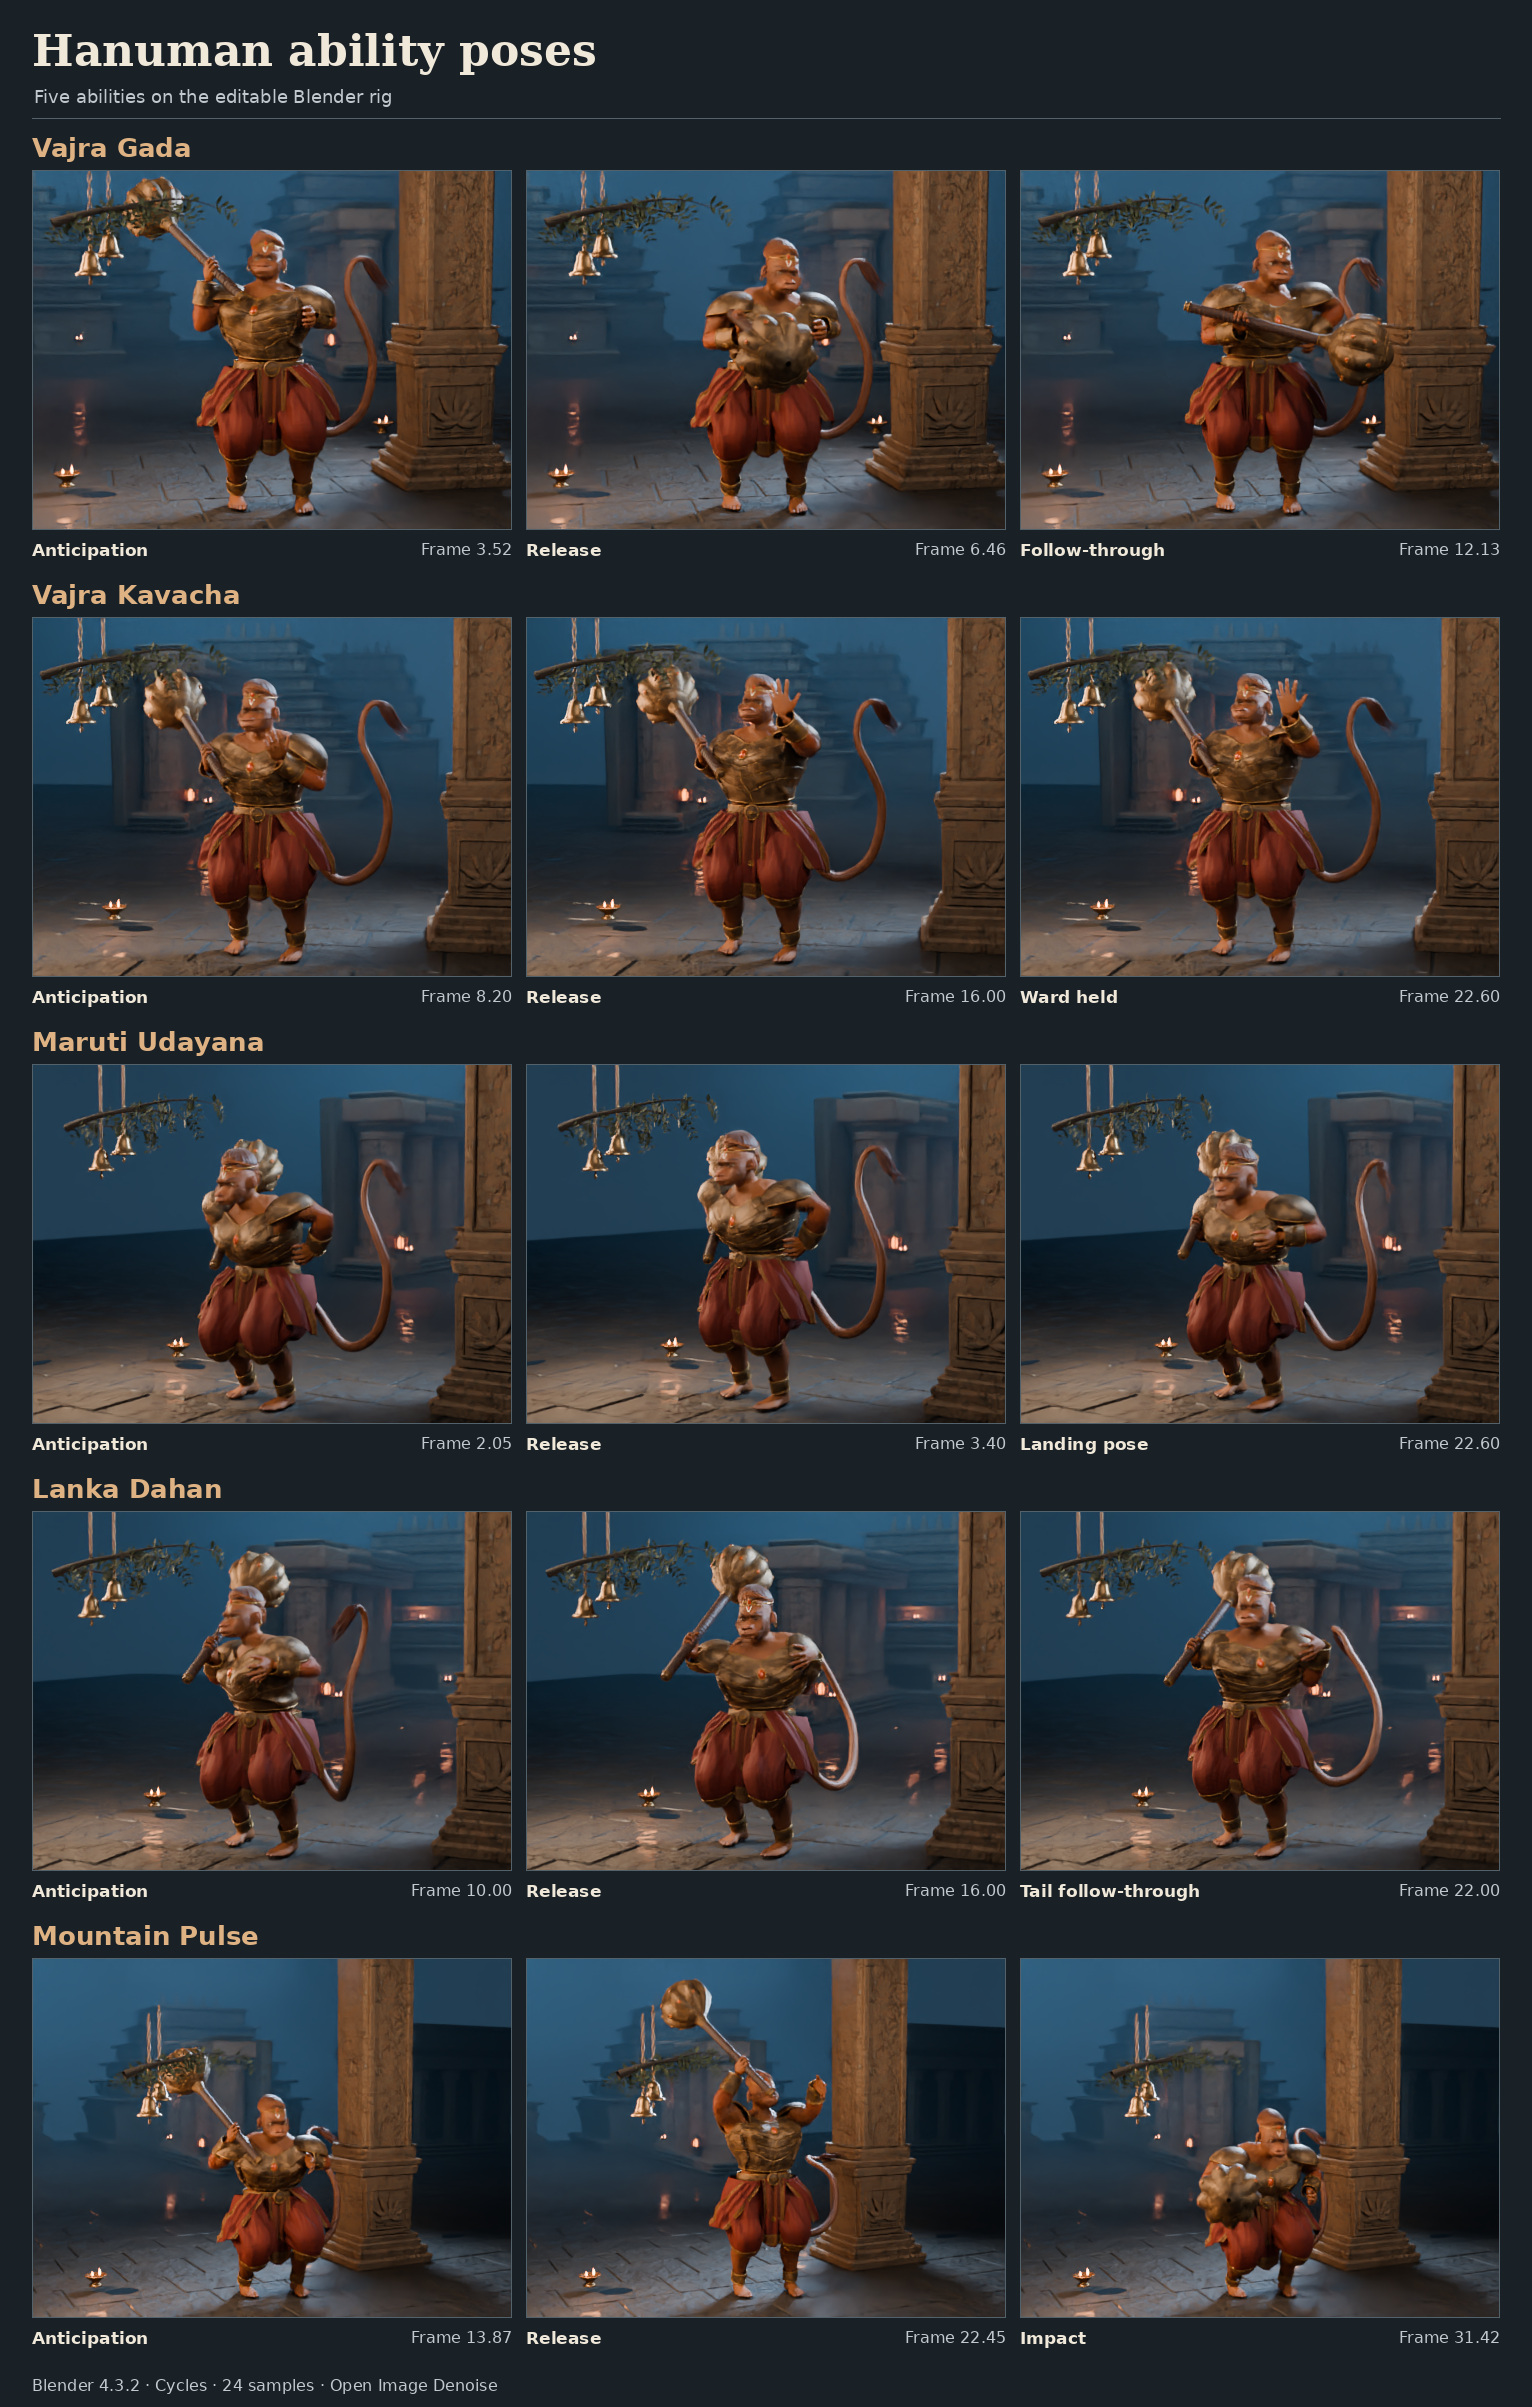 Hanuman ability poses
Five abilities on the editable Blender rig
Vajra Gada
Anticipation Frame 3.52 Release Frame 6.46 Follow-through Frame 12.13
Vajra Kavacha
Anticipation Frame 8.20 Release Frame 16.00 Ward held Frame 22.60
Maruti Udayana
Anticipation Frame 2.05 Release Frame 3.40 Landing pose Frame 22.60
Lanka Dahan
Anticipation Frame 10.00 Release Frame 16.00 Tail follow-through Frame 22.00
Mountain Pulse
Anticipation Frame 13.87 Release Frame 22.45 Impact Frame 31.42
Blender 4.3.2 · Cycles · 24 samples · Open Image Denoise